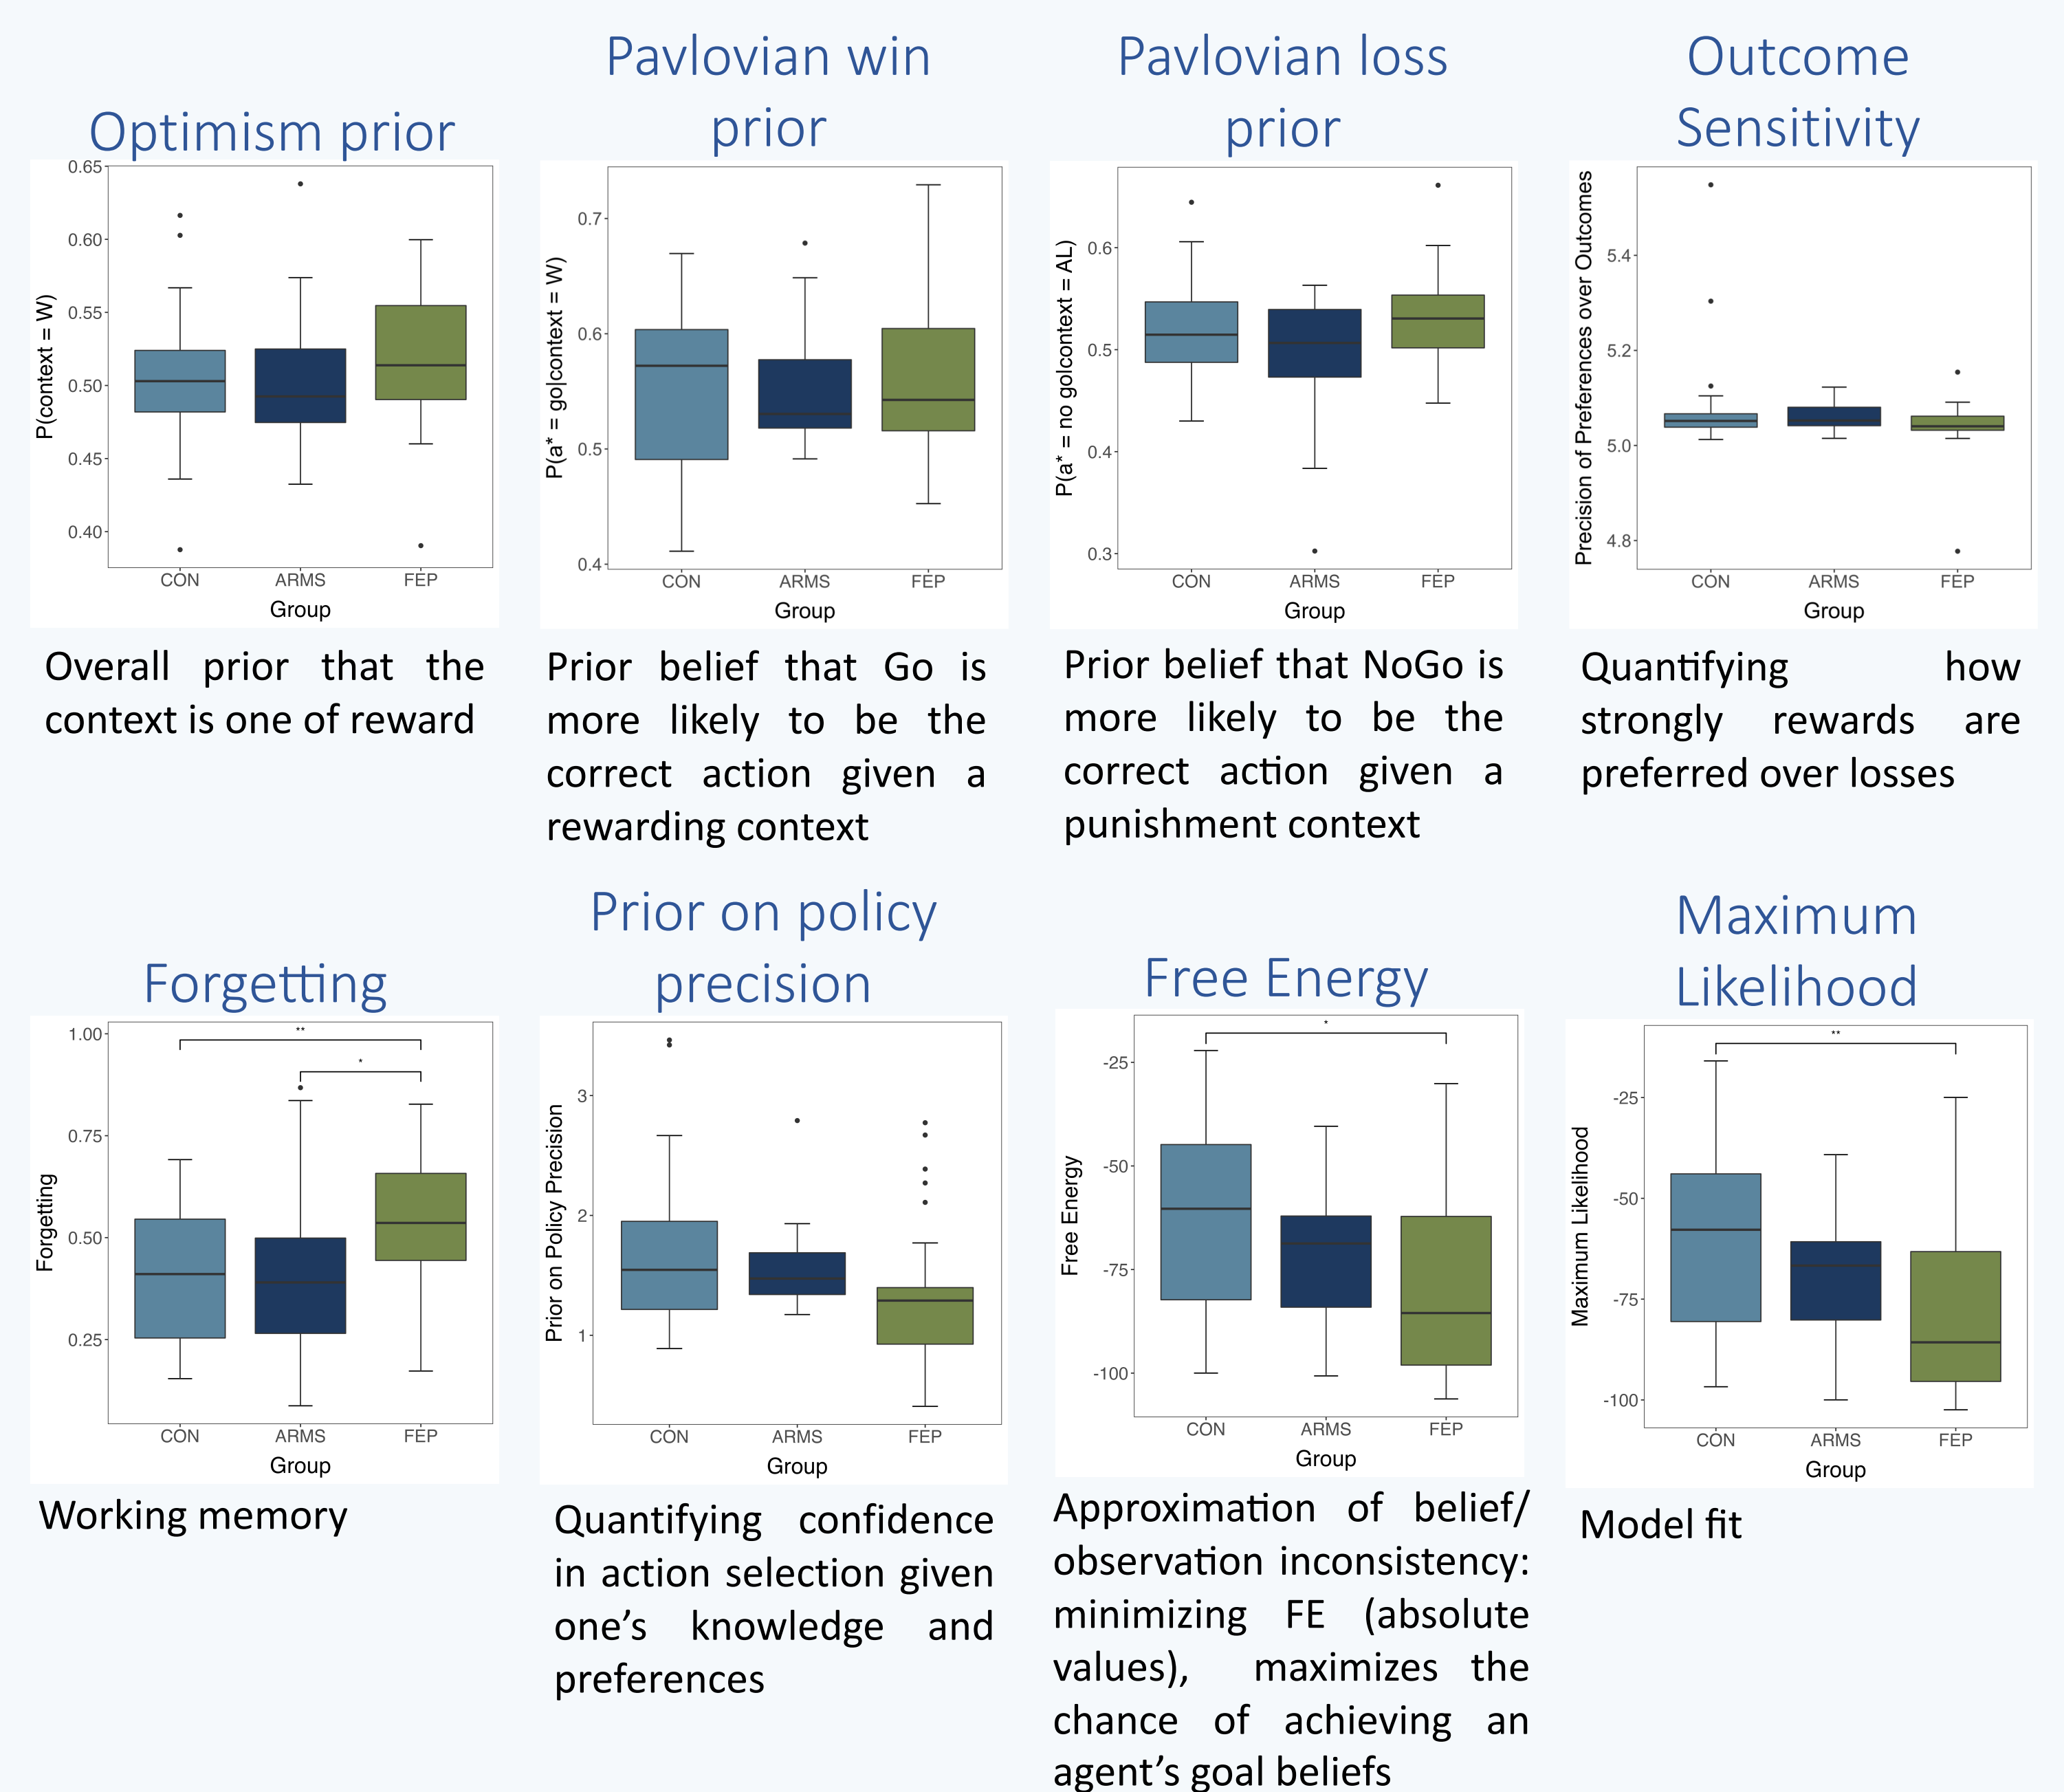 Optimism prior
0.65
0.60
0.55
0.50
0.45
0.40
P(context = W)
CON ARMS FEP
Group
Overall prior that the
context is one of reward
Pavlovian win
prior
0.7
0.6
0.5
0.4
P(a* = go|context = W)
CON ARMS FEP
Group
Prior belief that Go is
more likely to be the
correct action given a
rewarding context
Pavlovian loss
prior
0.6
0.5
0.4
0.3
P(a* = no go|context = AL)
CON ARMS FEP
Group
Prior belief that NoGo is
more likely to be the
correct action given a
punishment context
Outcome
Sensitivity
5.4
5.2
5.0
4.8
Precision of Preferences over Outcomes
CON ARMS FEP
Group
Quantifying how
strongly rewards are
preferred over losses
Forgetting
1.00
0.75
0.50
0.25
Forgetting
**
*
CON ARMS FEP
Group
Working memory
Prior on policy
precision
3
2
1
Prior on Policy Precision
CON ARMS FEP
Group
Quantifying confidence
in action selection given
one’s knowledge and
preferences
Free Energy
-25
-50
-75
-100
Free Energy
*
CON ARMS FEP
Group
Approximation of belief/
observation inconsistency:
minimizing FE (absolute
values), maximizes the
chance of achieving an
agent’s goal beliefs
Maximum
Likelihood
-25
-50
-75
-100
Maximum Likelihood
**
CON ARMS FEP
Group
Model fit